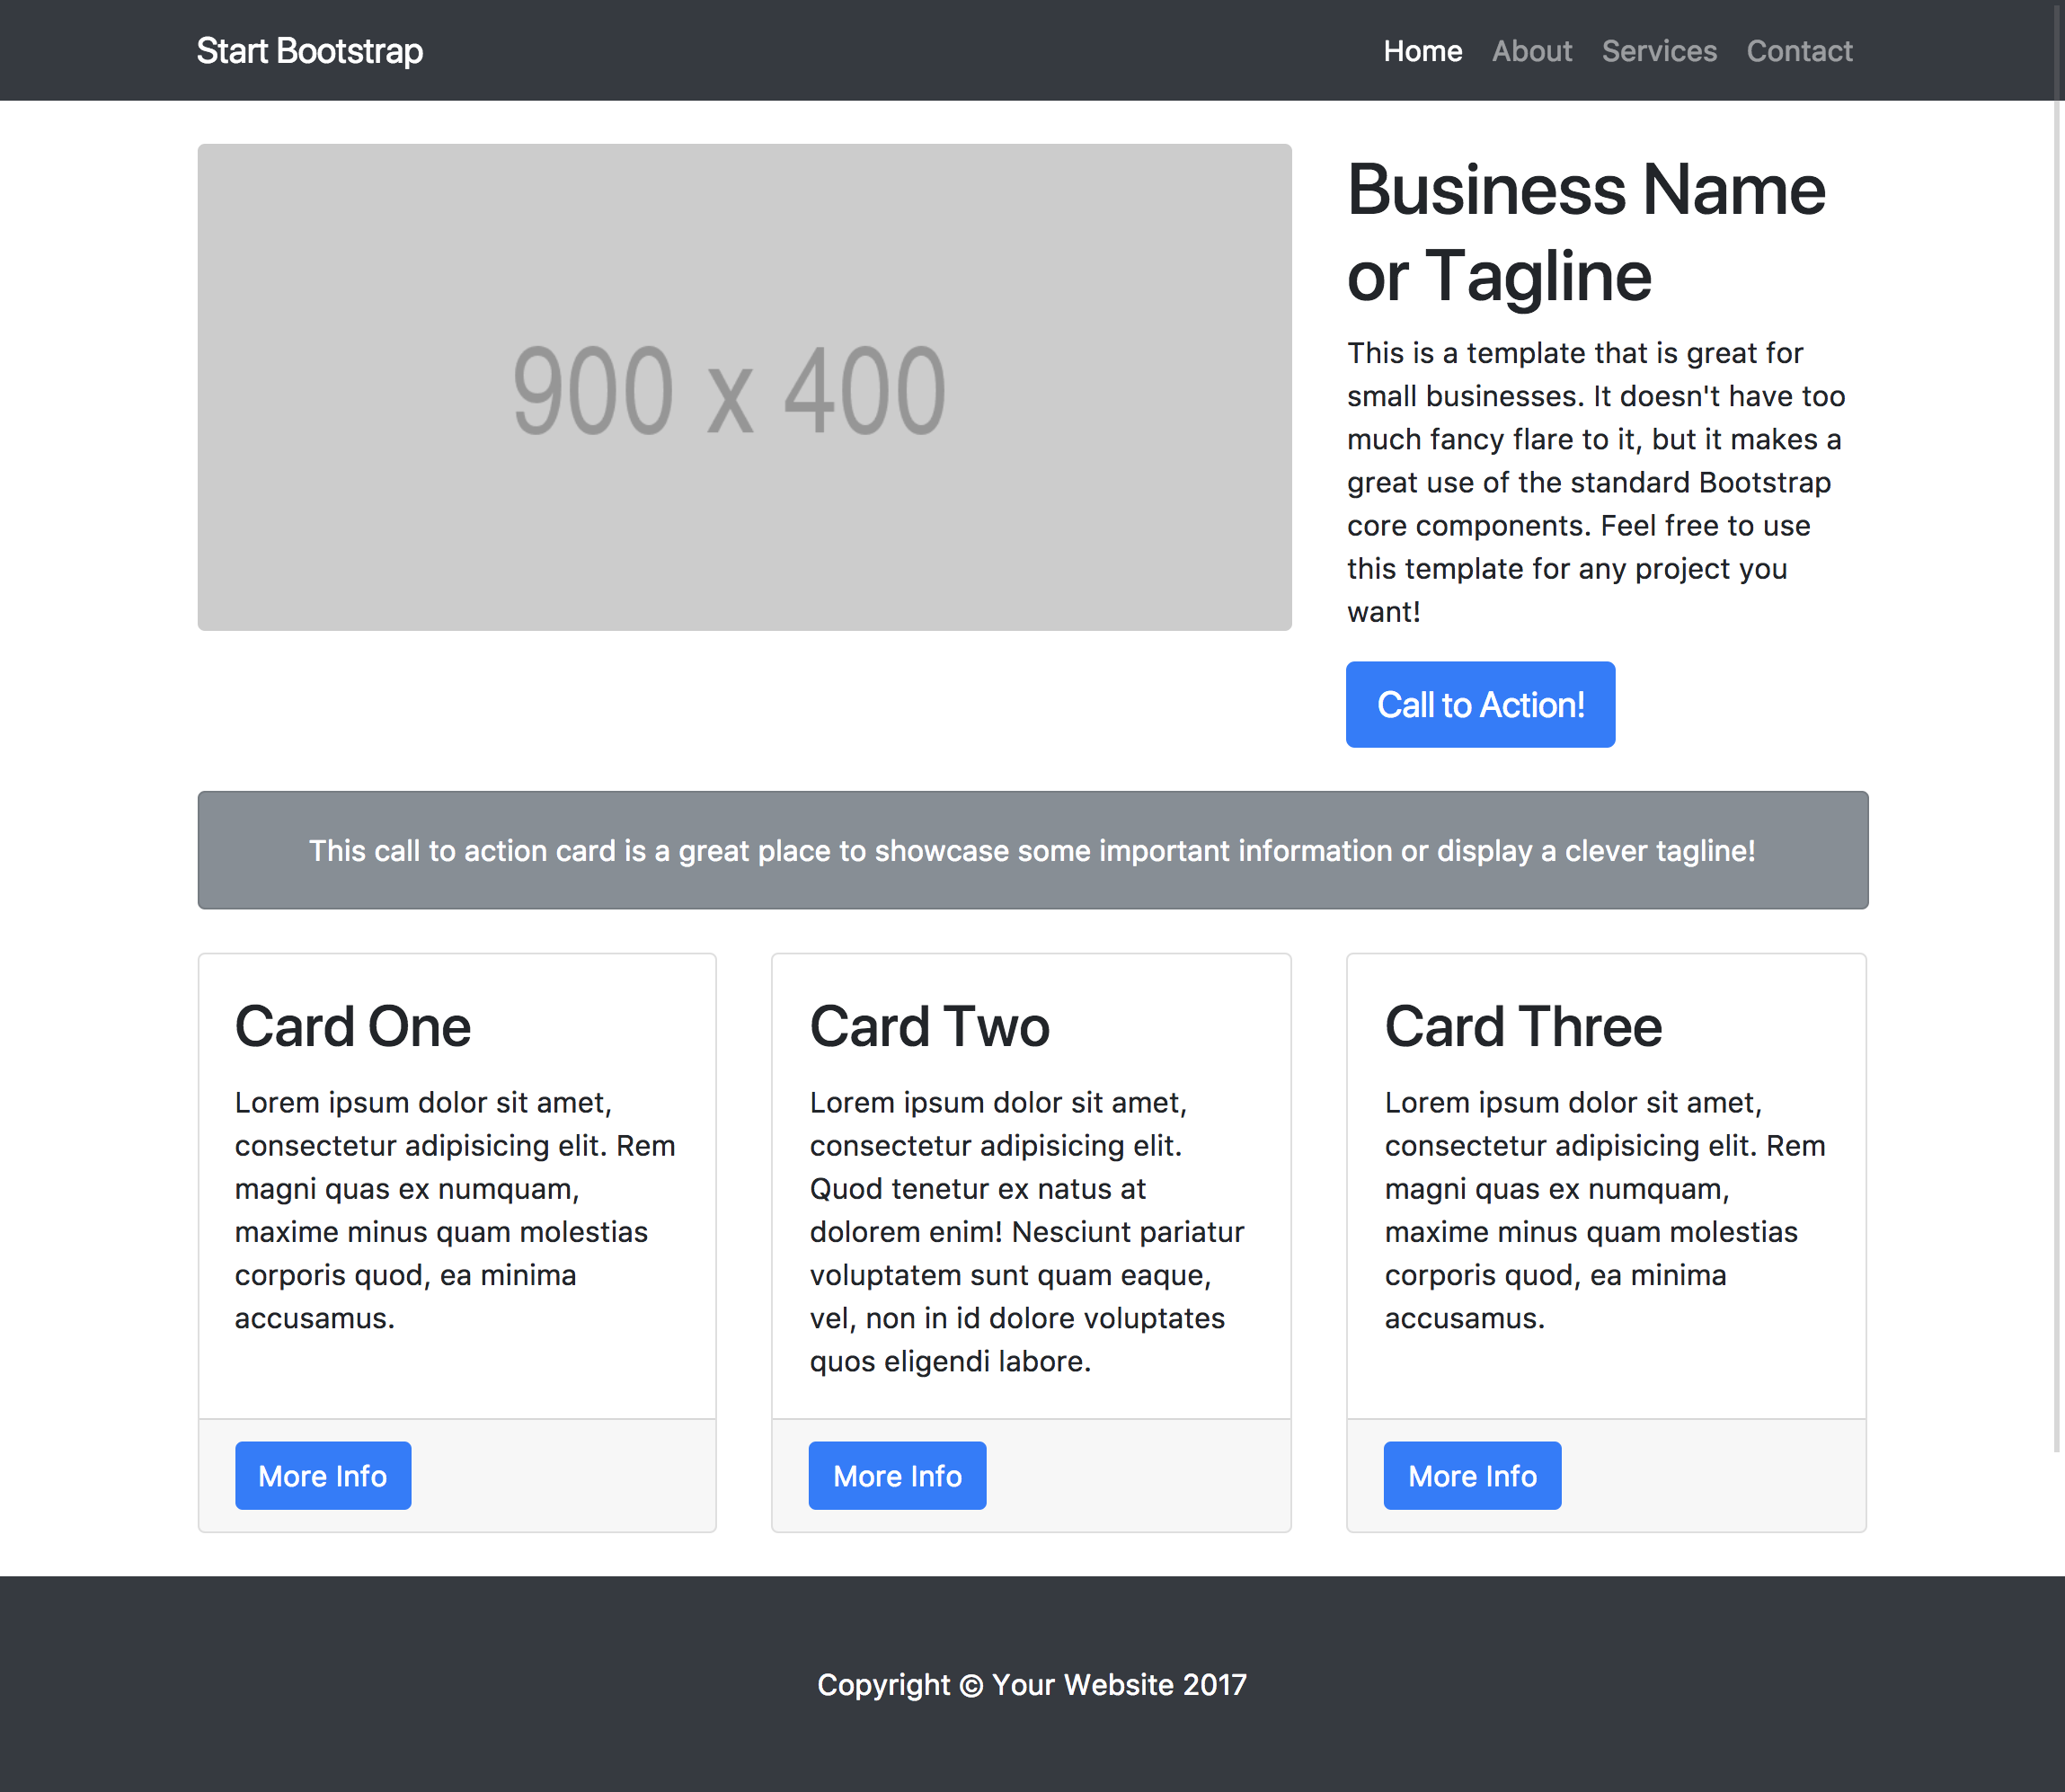 Start Bootstrap
Home About Services Contact
900 x 400
Business Name
or Tagline
This is a template that is great for
small businesses. It doesn't have too
much fancy flare to it, but it makes a
great use of the standard Bootstrap
core components. Feel free to use
this template for any project you
want!
Call to Action!
This call to action card is a great place to showcase some important information or display a clever tagline!
Card One
Lorem ipsum dolor sit amet,
consectetur adipisicing elit. Rem
magni quas ex numquam,
maxime minus quam molestias
corporis quod, ea minima
accusamus.
More Info
Card Two
Lorem ipsum dolor sit amet,
consectetur adipisicing elit.
Quod tenetur ex natus at
dolorem enim! Nesciunt pariatur
voluptatem sunt quam eaque,
vel, non in id dolore voluptates
quos eligendi labore.
More Info
Card Three
Lorem ipsum dolor sit amet,
consectetur adipisicing elit. Rem
magni quas ex numquam,
maxime minus quam molestias
corporis quod, ea minima
accusamus.
More Info
Copyright © Your Website 2017